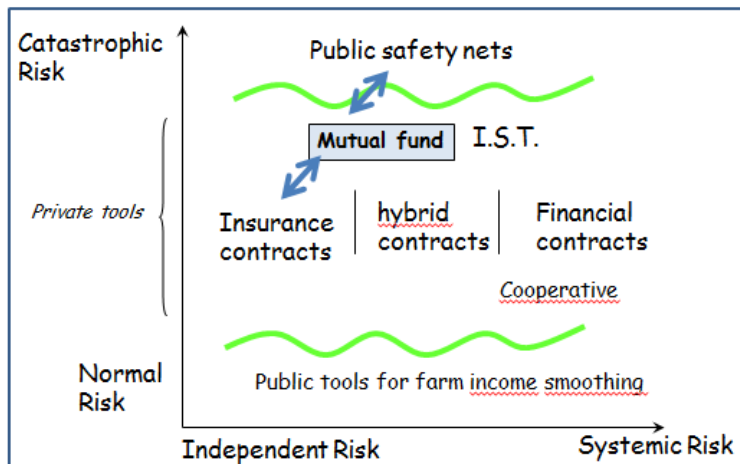 Catastrophic
Risk
Public safety nets
Mutual fund
I.S.T.
Private tools
Insurance
contracts
hybrid
contracts
Financial
contracts
Cooperative
Normal
Risk
Public tools for farm income smoothing
Independent Risk
Systemic Risk